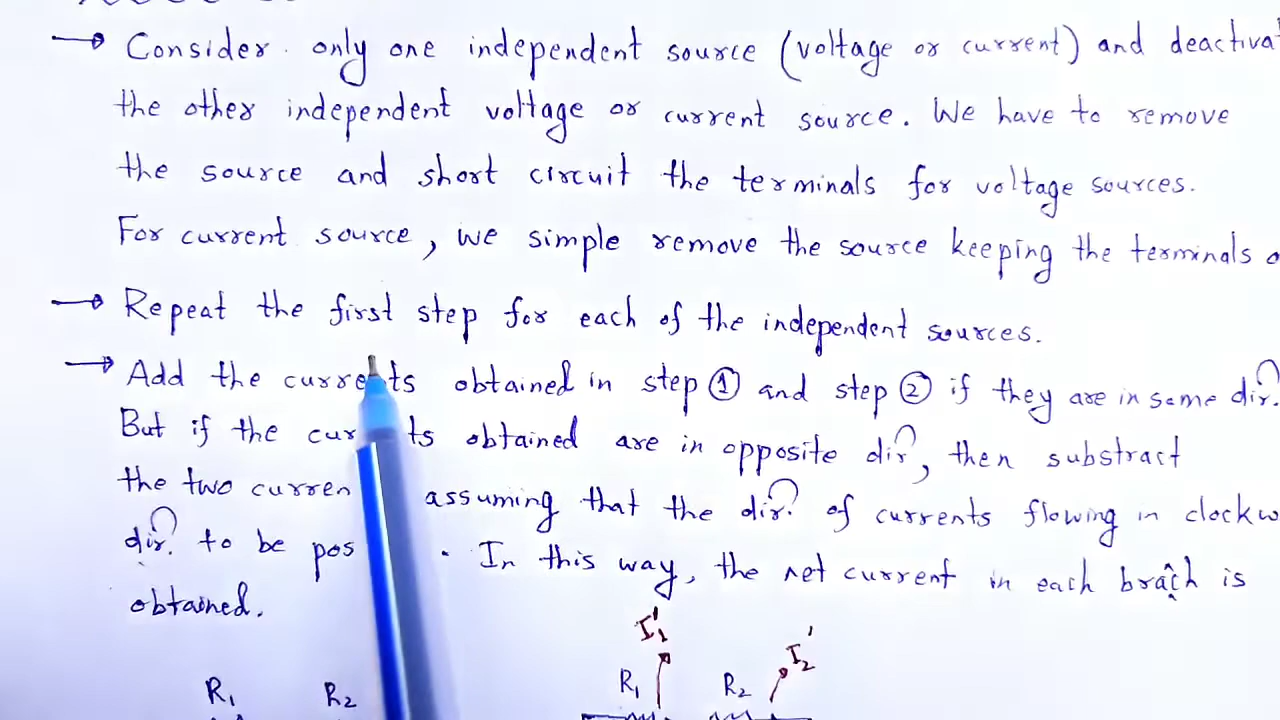 → Consider only one independent source (voltage or current) and deactiva
the other independent voltage or current source. We have to remove
the source and short circuit the terminals for voltage sources.
For current source, we simple remove the source keeping the terminals o
→ Repeat the first step for each of the independent sources.
→ Add the currents obtained in step ① and step ② if they are in same dirⁿ.
But if the cur ts obtained are in opposite dirⁿ, then substract
the two curren assuming that the dirⁿ. of currents flowing in clockw
dirⁿ. to be pos . In this way, the net current in each brach is
obtained.
I₁'
I₂'
R₁ R₂
R₁ R₂